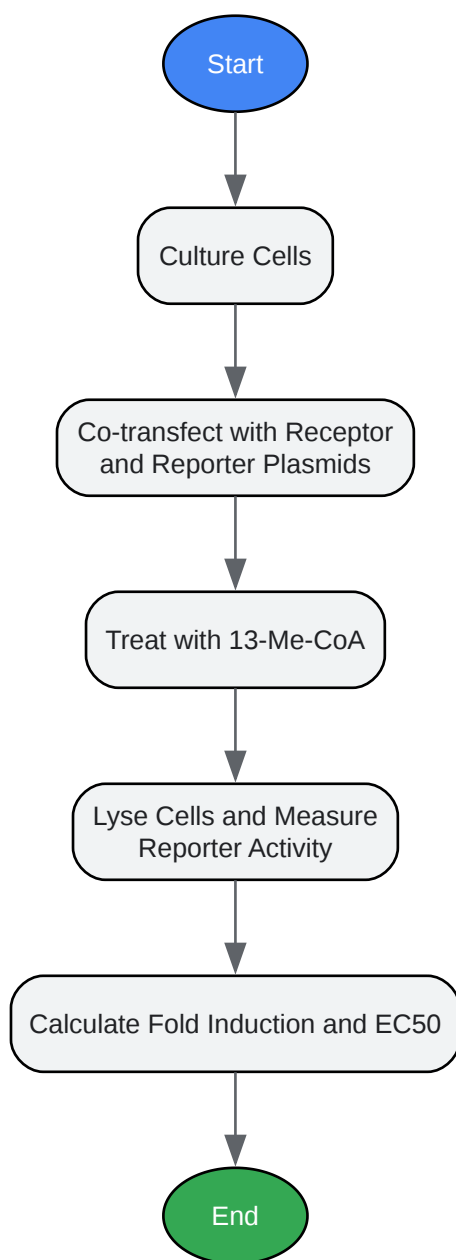 Start
Culture Cells
Co-transfect with Receptor
and Reporter Plasmids
Treat with 13-Me-CoA
Lyse Cells and Measure
Reporter Activity
Calculate Fold Induction and EC50
End